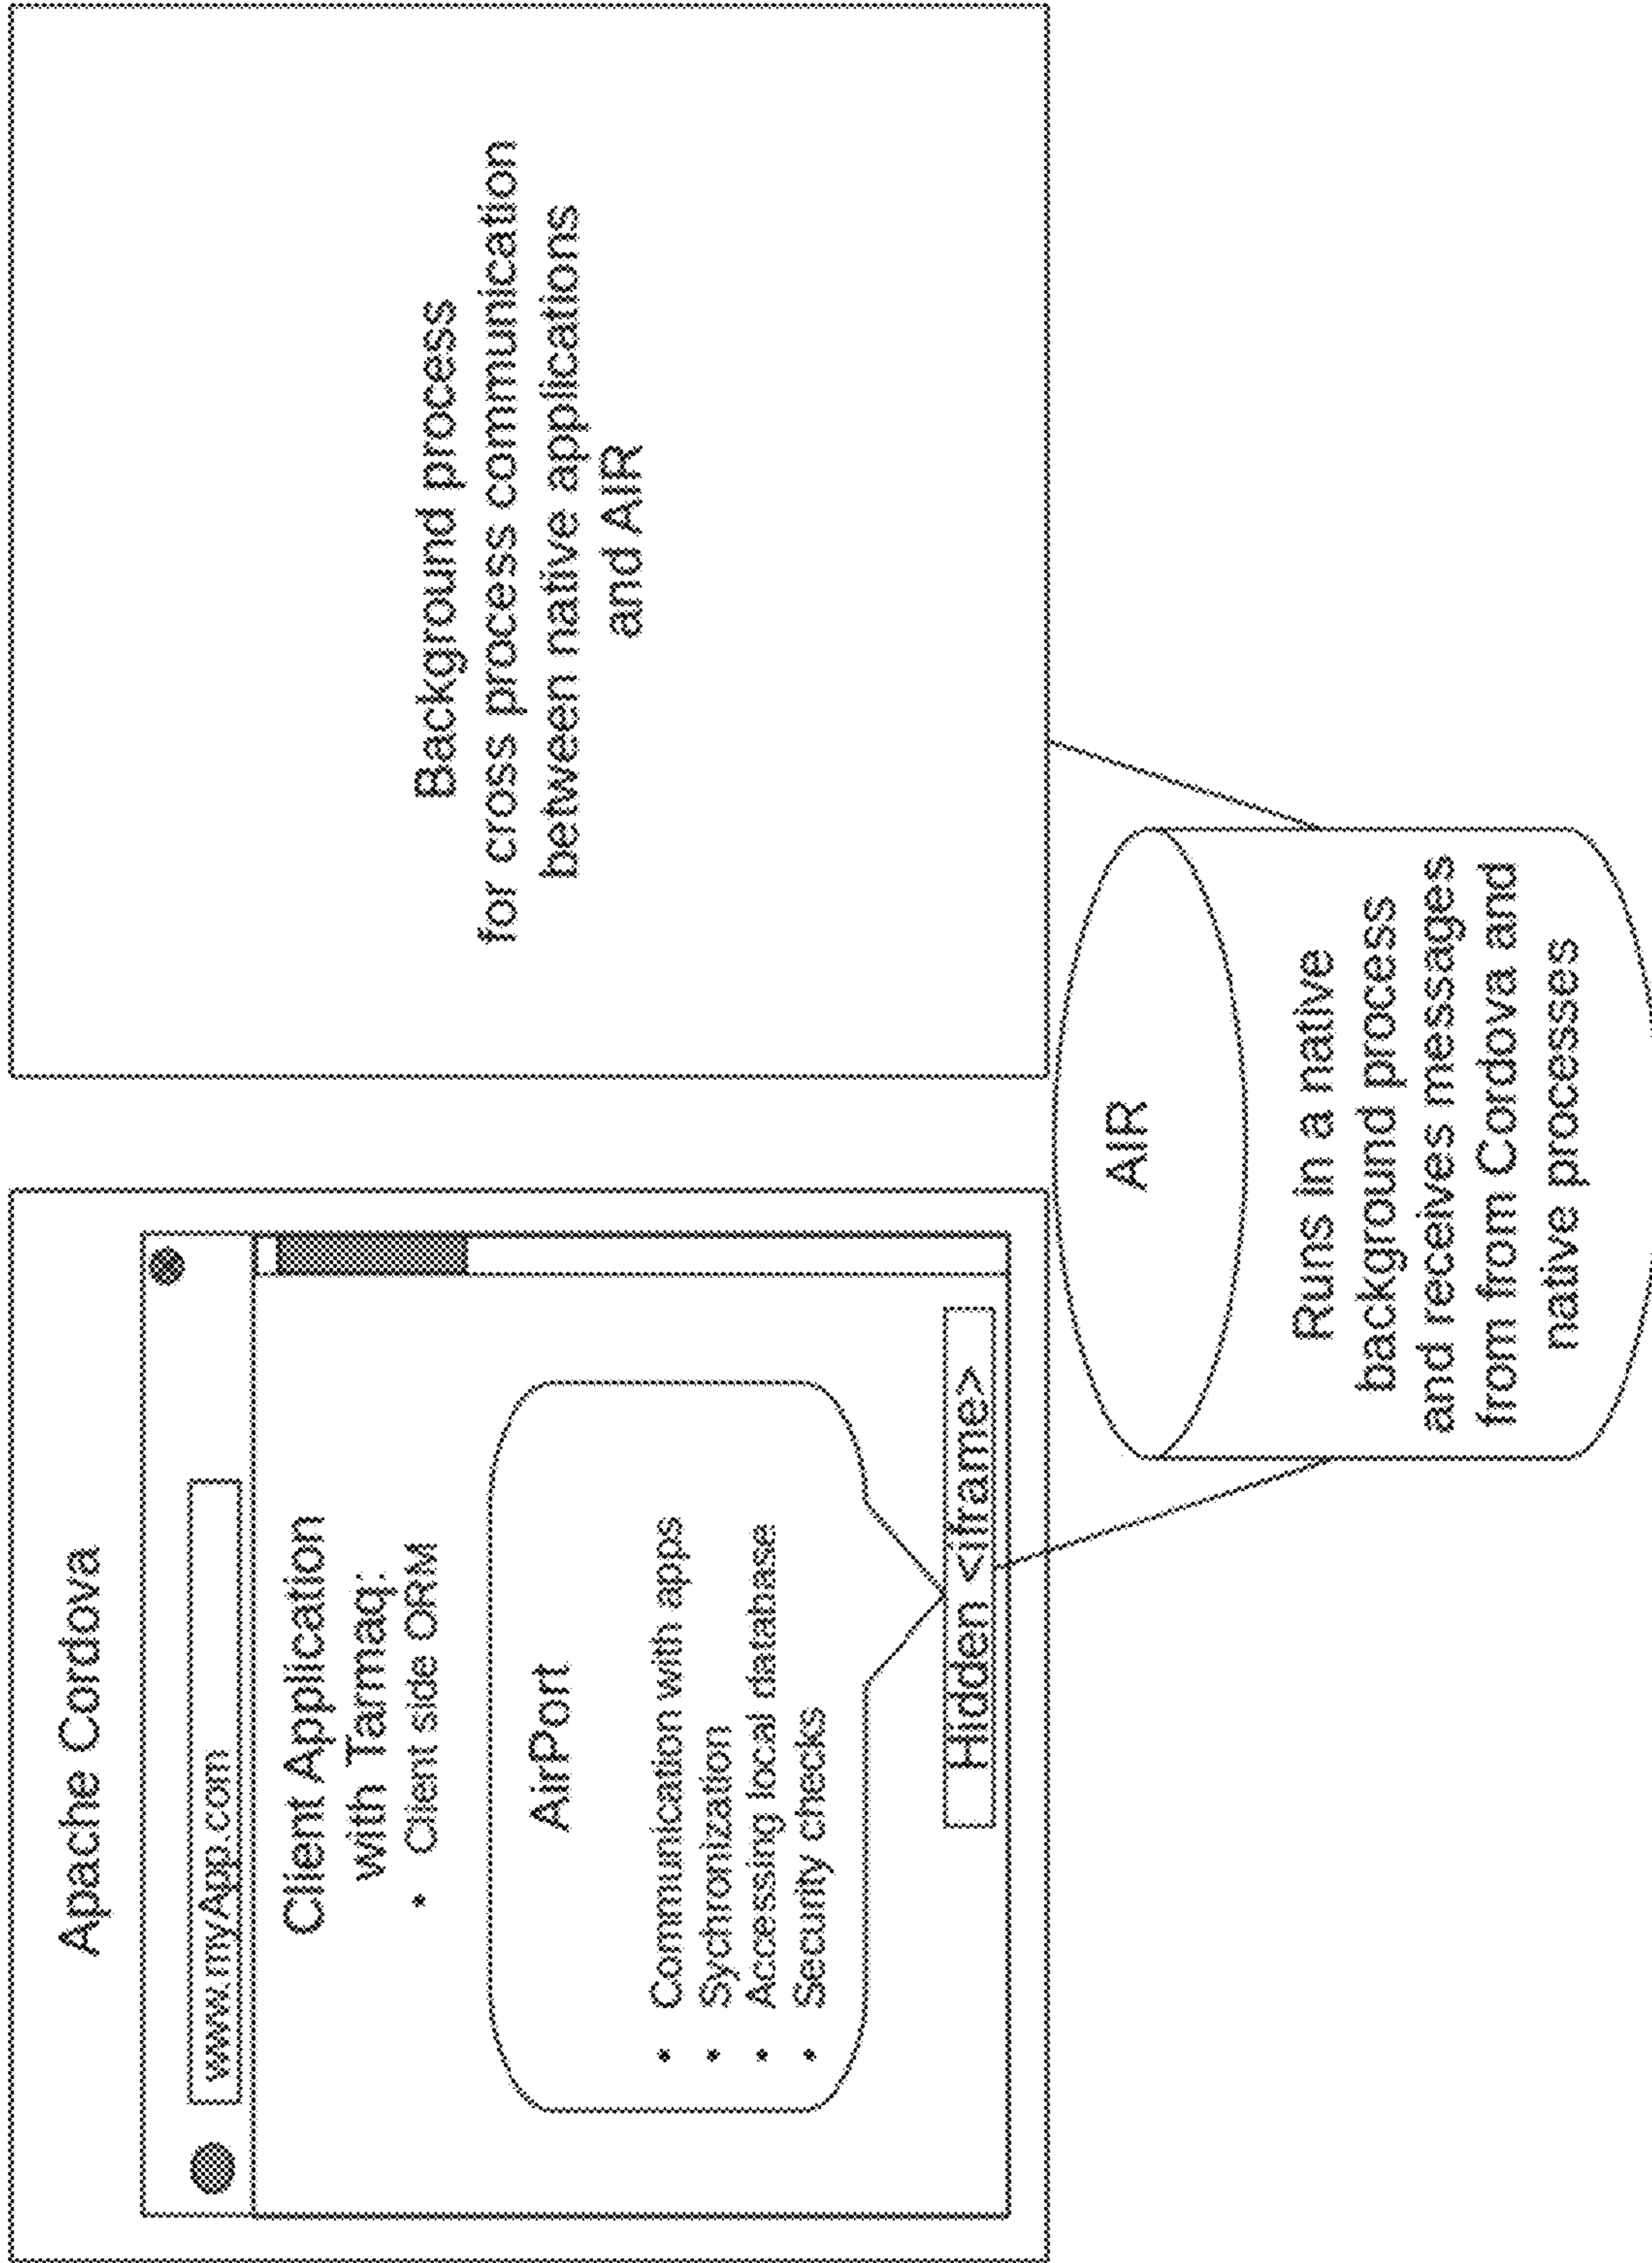 Apache Cordova
www.myApp.com
Client Application
with Tarmaq:
• Client side ORM
AirPort
• Communication with apps
• Sychronization
• Accessing local database
• Security checks
Hidden <iframe>
Background process
for cross process communication
between native applications
and AIR
AIR
Runs in a native
background process
and receives messages
from from Cordova and
native processes